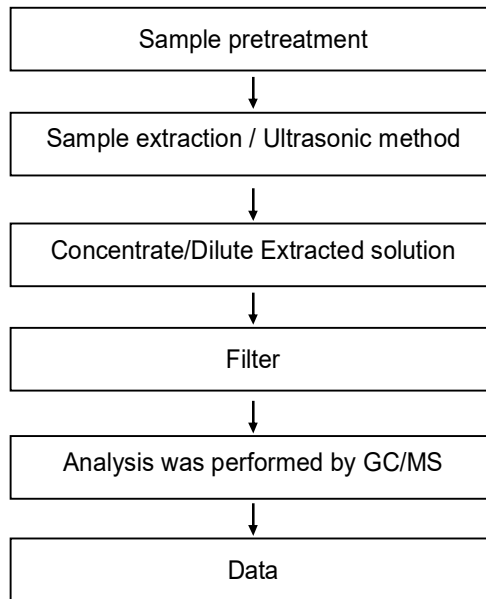 Sample pretreatment
Sample extraction / Ultrasonic method
Concentrate/Dilute Extracted solution
Filter
Analysis was performed by GC/MS
Data